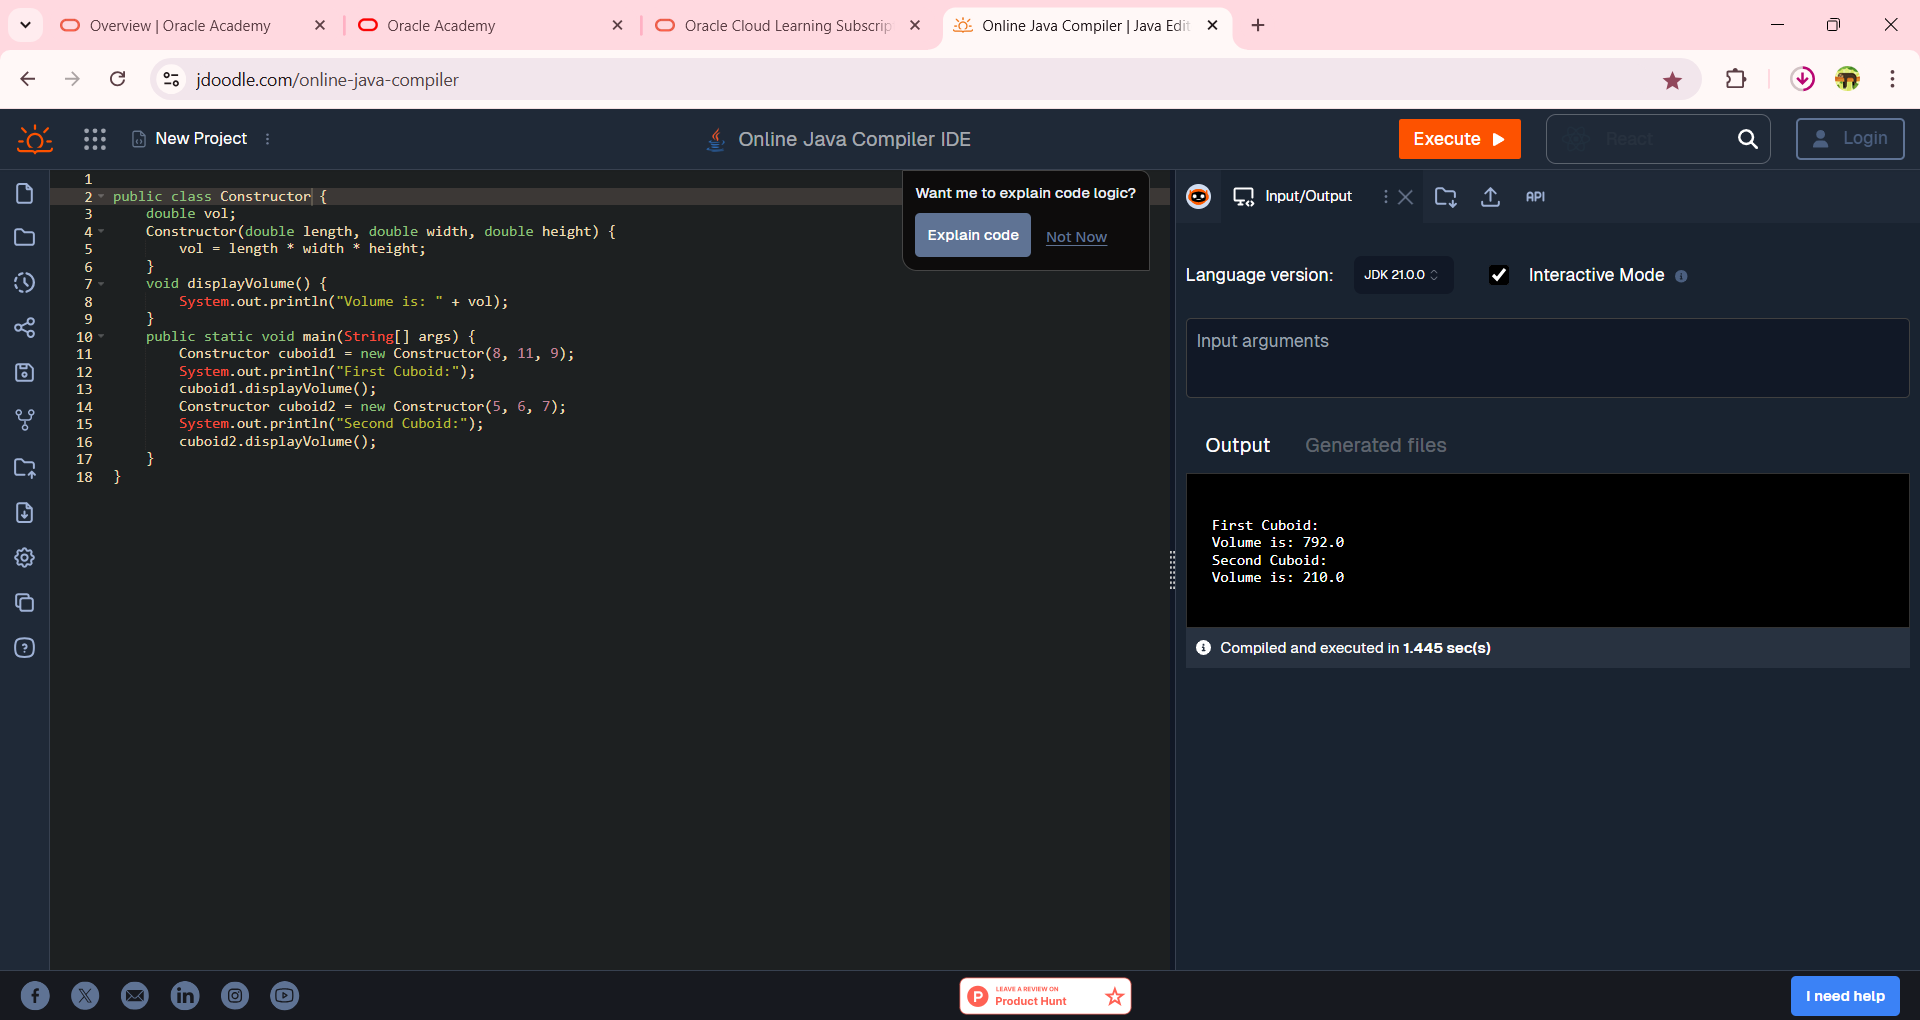 Overview | Oracle Academy
Oracle Academy
Oracle Cloud Learning Subscrip
Online Java Compiler | Java Edit
jdoodle.com/online-java-compiler
New Project
Online Java Compiler IDE
Execute
React
Login
1
2 public class Constructor {
3 double vol;
4 Constructor(double length, double width, double height) {
5 vol = length * width * height;
6 }
7 void displayVolume() {
8 System.out.println("Volume is: " + vol);
9 }
10 public static void main(String[] args) {
11 Constructor cuboid1 = new Constructor(8, 11, 9);
12 System.out.println("First Cuboid:");
13 cuboid1.displayVolume();
14 Constructor cuboid2 = new Constructor(5, 6, 7);
15 System.out.println("Second Cuboid:");
16 cuboid2.displayVolume();
17 }
18 }
Want me to explain code logic?
Explain code
Not Now
Input/Output
API
Language version:
JDK 21.0.0
Interactive Mode
Input arguments
Output
Generated files
First Cuboid:
Volume is: 792.0
Second Cuboid:
Volume is: 210.0
Compiled and executed in 1.445 sec(s)
P
LEAVE A REVIEW ON
Product Hunt
I need help